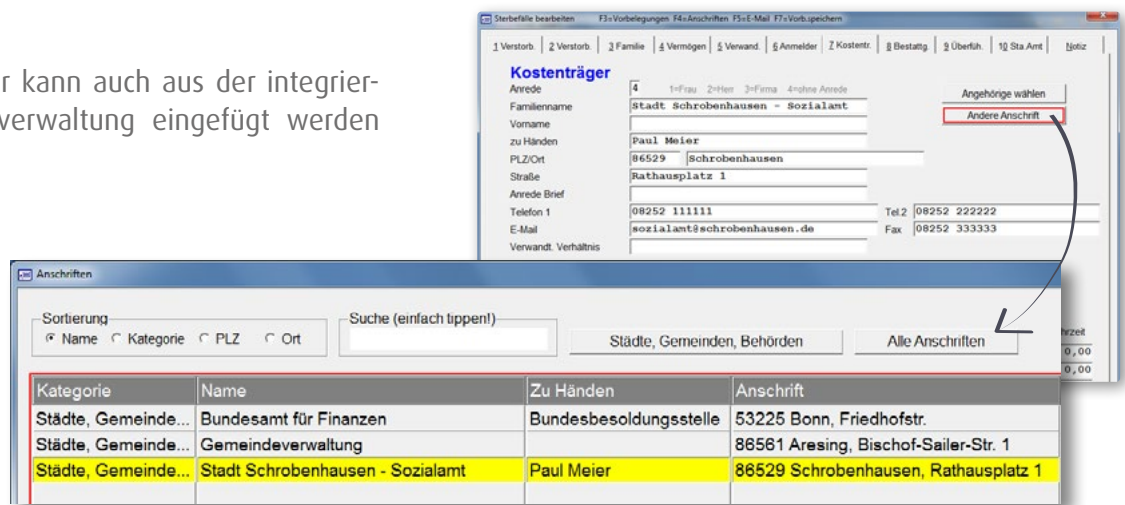 Sterbefälle bearbeiten F3=Vorbelegungen F4=Anschriften F5=E-Mail F7=Vorb.speichern
1 Verstorb. 2 Verstorb. 3 Familie 4 Vermögen 5 Verwand. 6 Anmelder 7 Kostentr. 8 Bestattg. 9 Überfüh. 10 Sta.Amt Notiz
r kann auch aus der integrier-
verwaltung eingefügt werden
Kostenträger
Anrede 4 1=Frau 2=Herr 3=Firma 4=ohne Anrede
Angehörige wählen
Familienname Stadt Schrobenhausen - Sozialamt
Andere Anschrift
Vorname
zu Händen Paul Meier
PLZ/Ort 86529 Schrobenhausen
Straße Rathausplatz 1
Anrede Brief
Telefon 1 08252 111111 Tel.2 08252 222222
E-Mail sozialamt@schrobenhausen.de Fax 08252 333333
Verwandt. Verhältnis
hrzeit
0,00
0,00
Anschriften
Sortierung Suche (einfach tippen!)
Name Kategorie PLZ Ort
Städte, Gemeinden, Behörden Alle Anschriften
Kategorie Name Zu Händen Anschrift
Städte, Gemeinde... Bundesamt für Finanzen Bundesbesoldungsstelle 53225 Bonn, Friedhofstr.
Städte, Gemeinde... Gemeindeverwaltung 86561 Aresing, Bischof-Sailer-Str. 1
Städte, Gemeinde... Stadt Schrobenhausen - Sozialamt Paul Meier 86529 Schrobenhausen, Rathausplatz 1